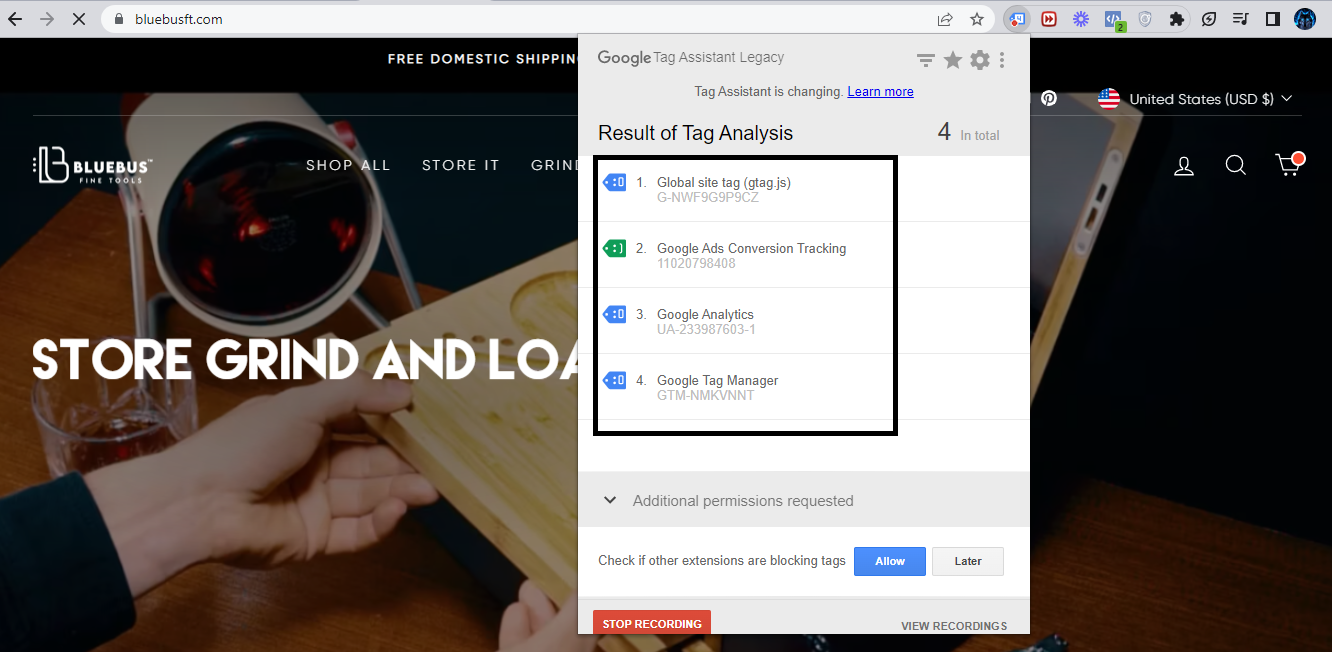 bluebusft.com
2
FREE DOMESTIC SHIPPIN
Google Tag Assistant Legacy
Tag Assistant is changing. Learn more
United States (USD $)
Result of Tag Analysis
4 In total
BLUEBUS™
FINE TOOLS
SHOP ALL
STORE IT
GRIND
1. Global site tag (gtag.js)
G-NWF9G9P9CZ
2. Google Ads Conversion Tracking
11020798408
3. Google Analytics
UA-233987603-1
4. Google Tag Manager
GTM-NMKVNNT
STORE GRIND AND LOA
Additional permissions requested
Check if other extensions are blocking tags
Allow
Later
STOP RECORDING
VIEW RECORDINGS